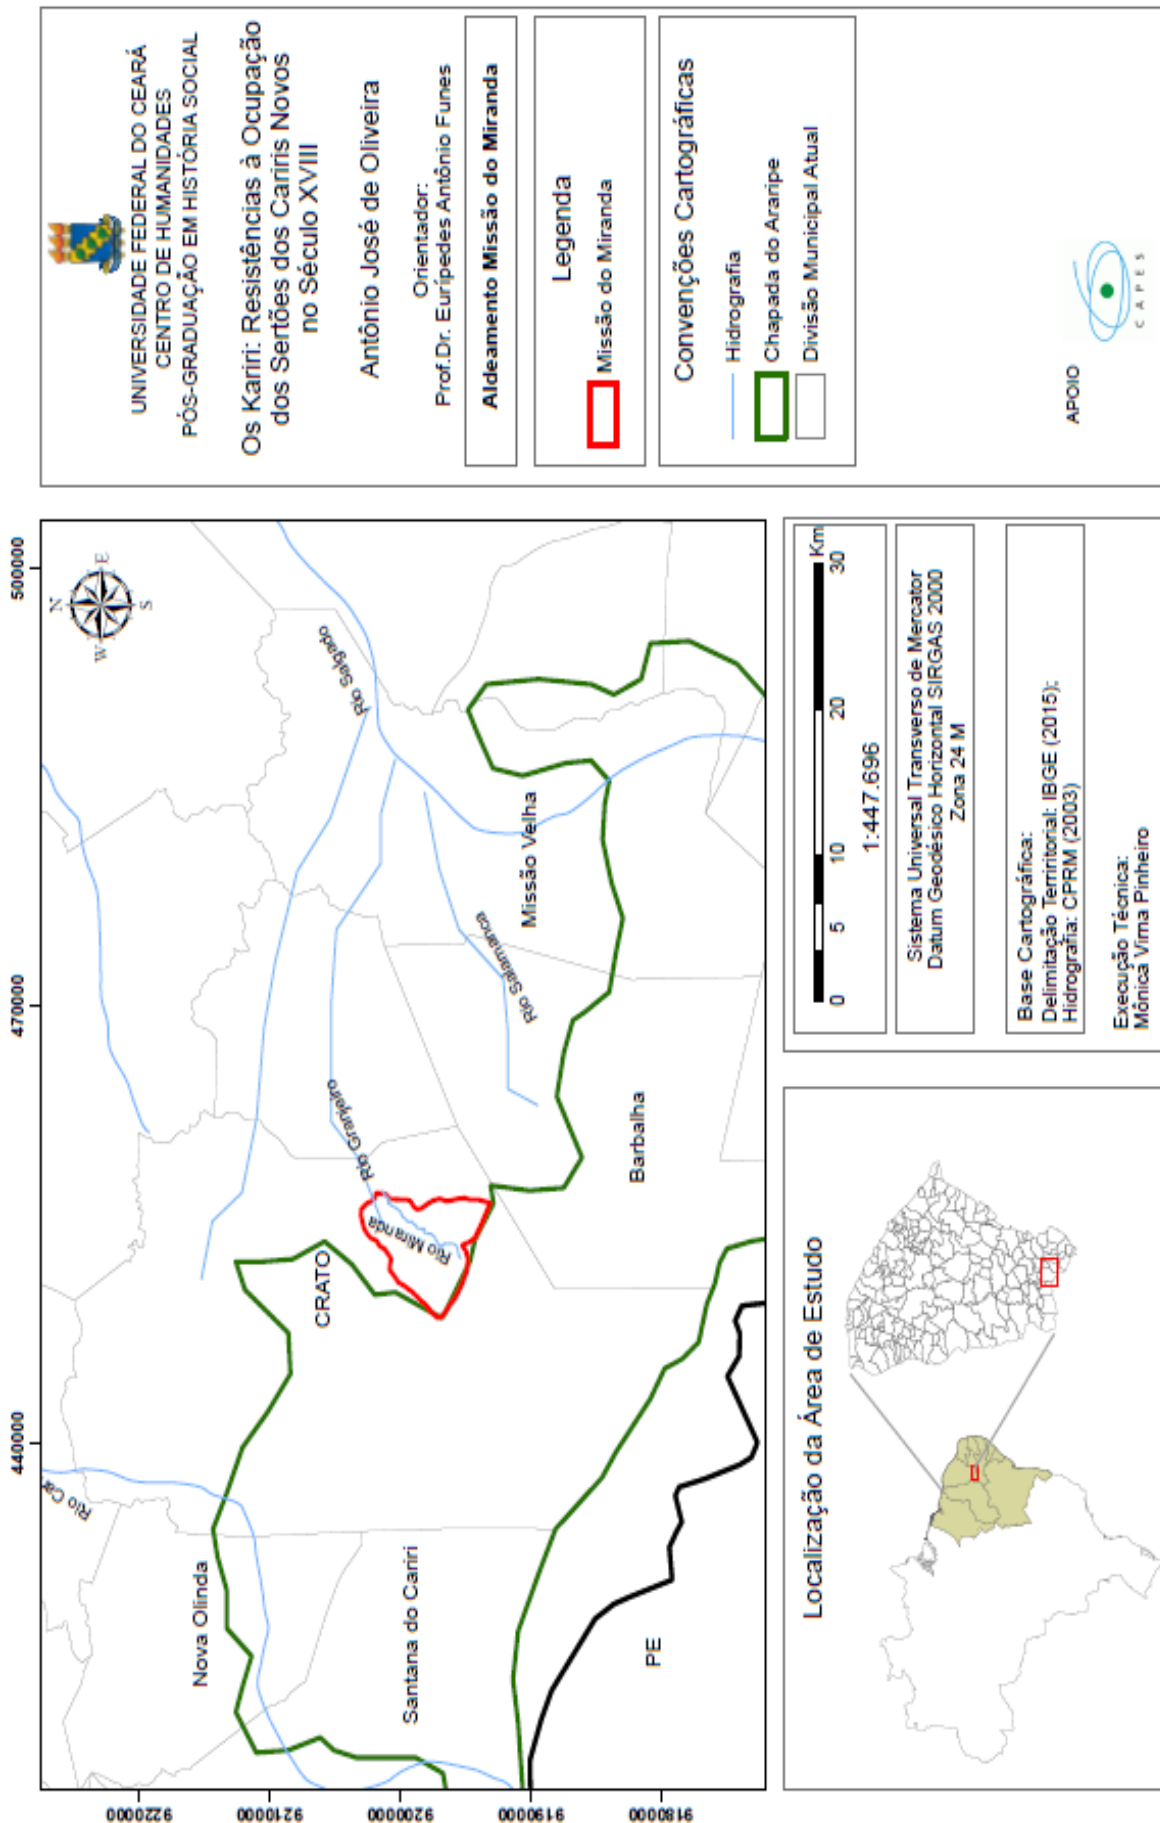 500000
470000
440000
9220000
9210000
9200000
9190000
9180000
N
W
E
S
Rio Salgado
Rio Granjeiro
Rio Miranda
Rio Salamanca
Rio Car
CRATO
Missão Velha
Barbalha
Nova Olinda
Santana do Cariri
PE
UNIVERSIDADE FEDERAL DO CEARÁ
CENTRO DE HUMANIDADES
PÓS-GRADUAÇÃO EM HISTÓRIA SOCIAL
Os Kariri: Resistências à Ocupação
dos Sertões dos Cariris Novos
no Século XVIII
Antônio José de Oliveira
Orientador:
Prof.Dr. Eurípedes Antônio Funes
Aldeamento Missão do Miranda
Legenda
Missão do Miranda
Convenções Cartográficas
Hidrografia
Chapada do Araripe
Divisão Municipal Atual
APOIO
CAPES
Localização da Área de Estudo
0 5 10 20 30
Km
1:447.696
Sistema Universal Transverso de Mercator
Datum Geodésico Horizontal SIRGAS 2000
Zona 24 M
Base Cartográfica:
Delimitação Terriritorial: IBGE (2015);
Hidrografia: CPRM (2003)
Execução Técnica:
Mônica Virna Pinheiro